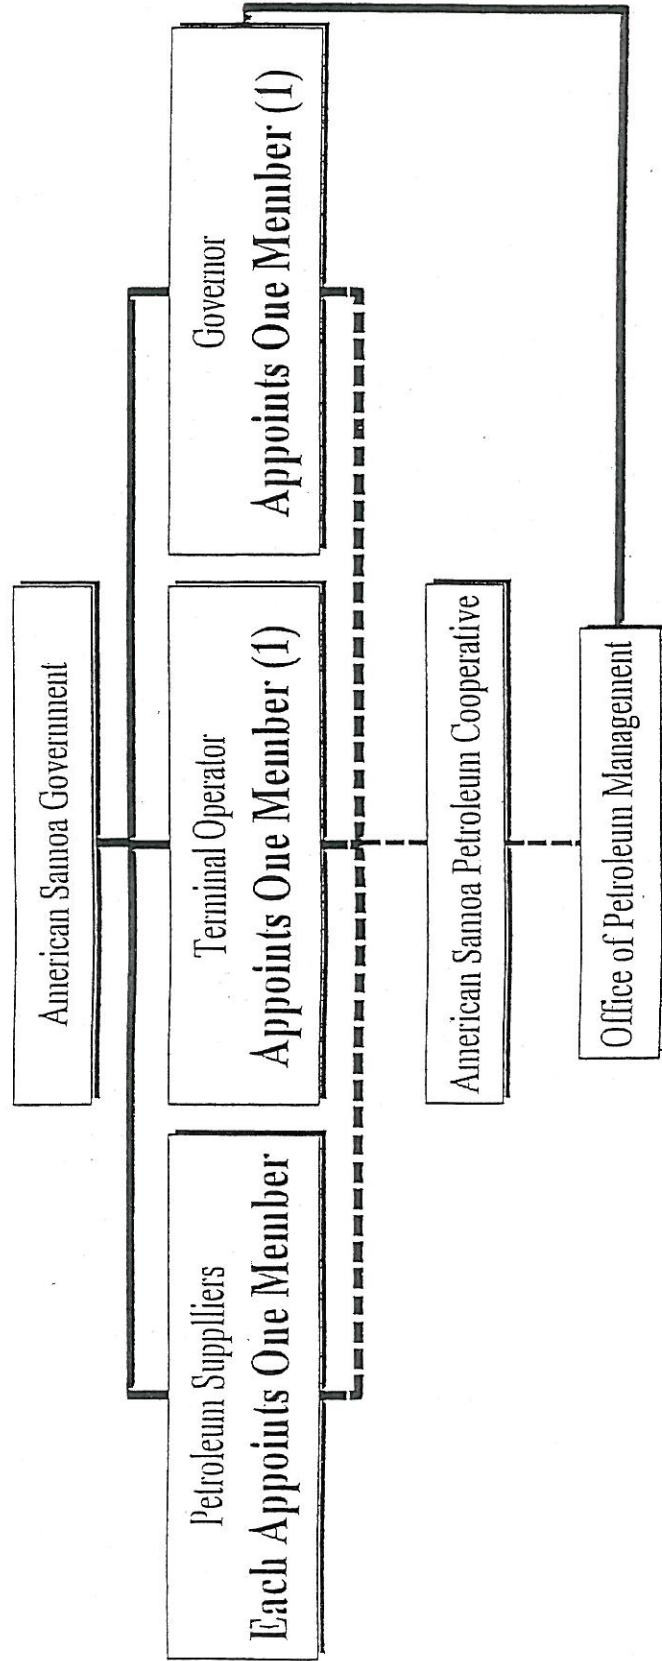 American Samoa Government
Petroleum Supplliers
Each Appoints One Member
Terminal Operator
Appoints One Member (1)
Governor
Appoints One Member (1)
American Samoa Petroleum Cooperative
Office of Petroleum Management